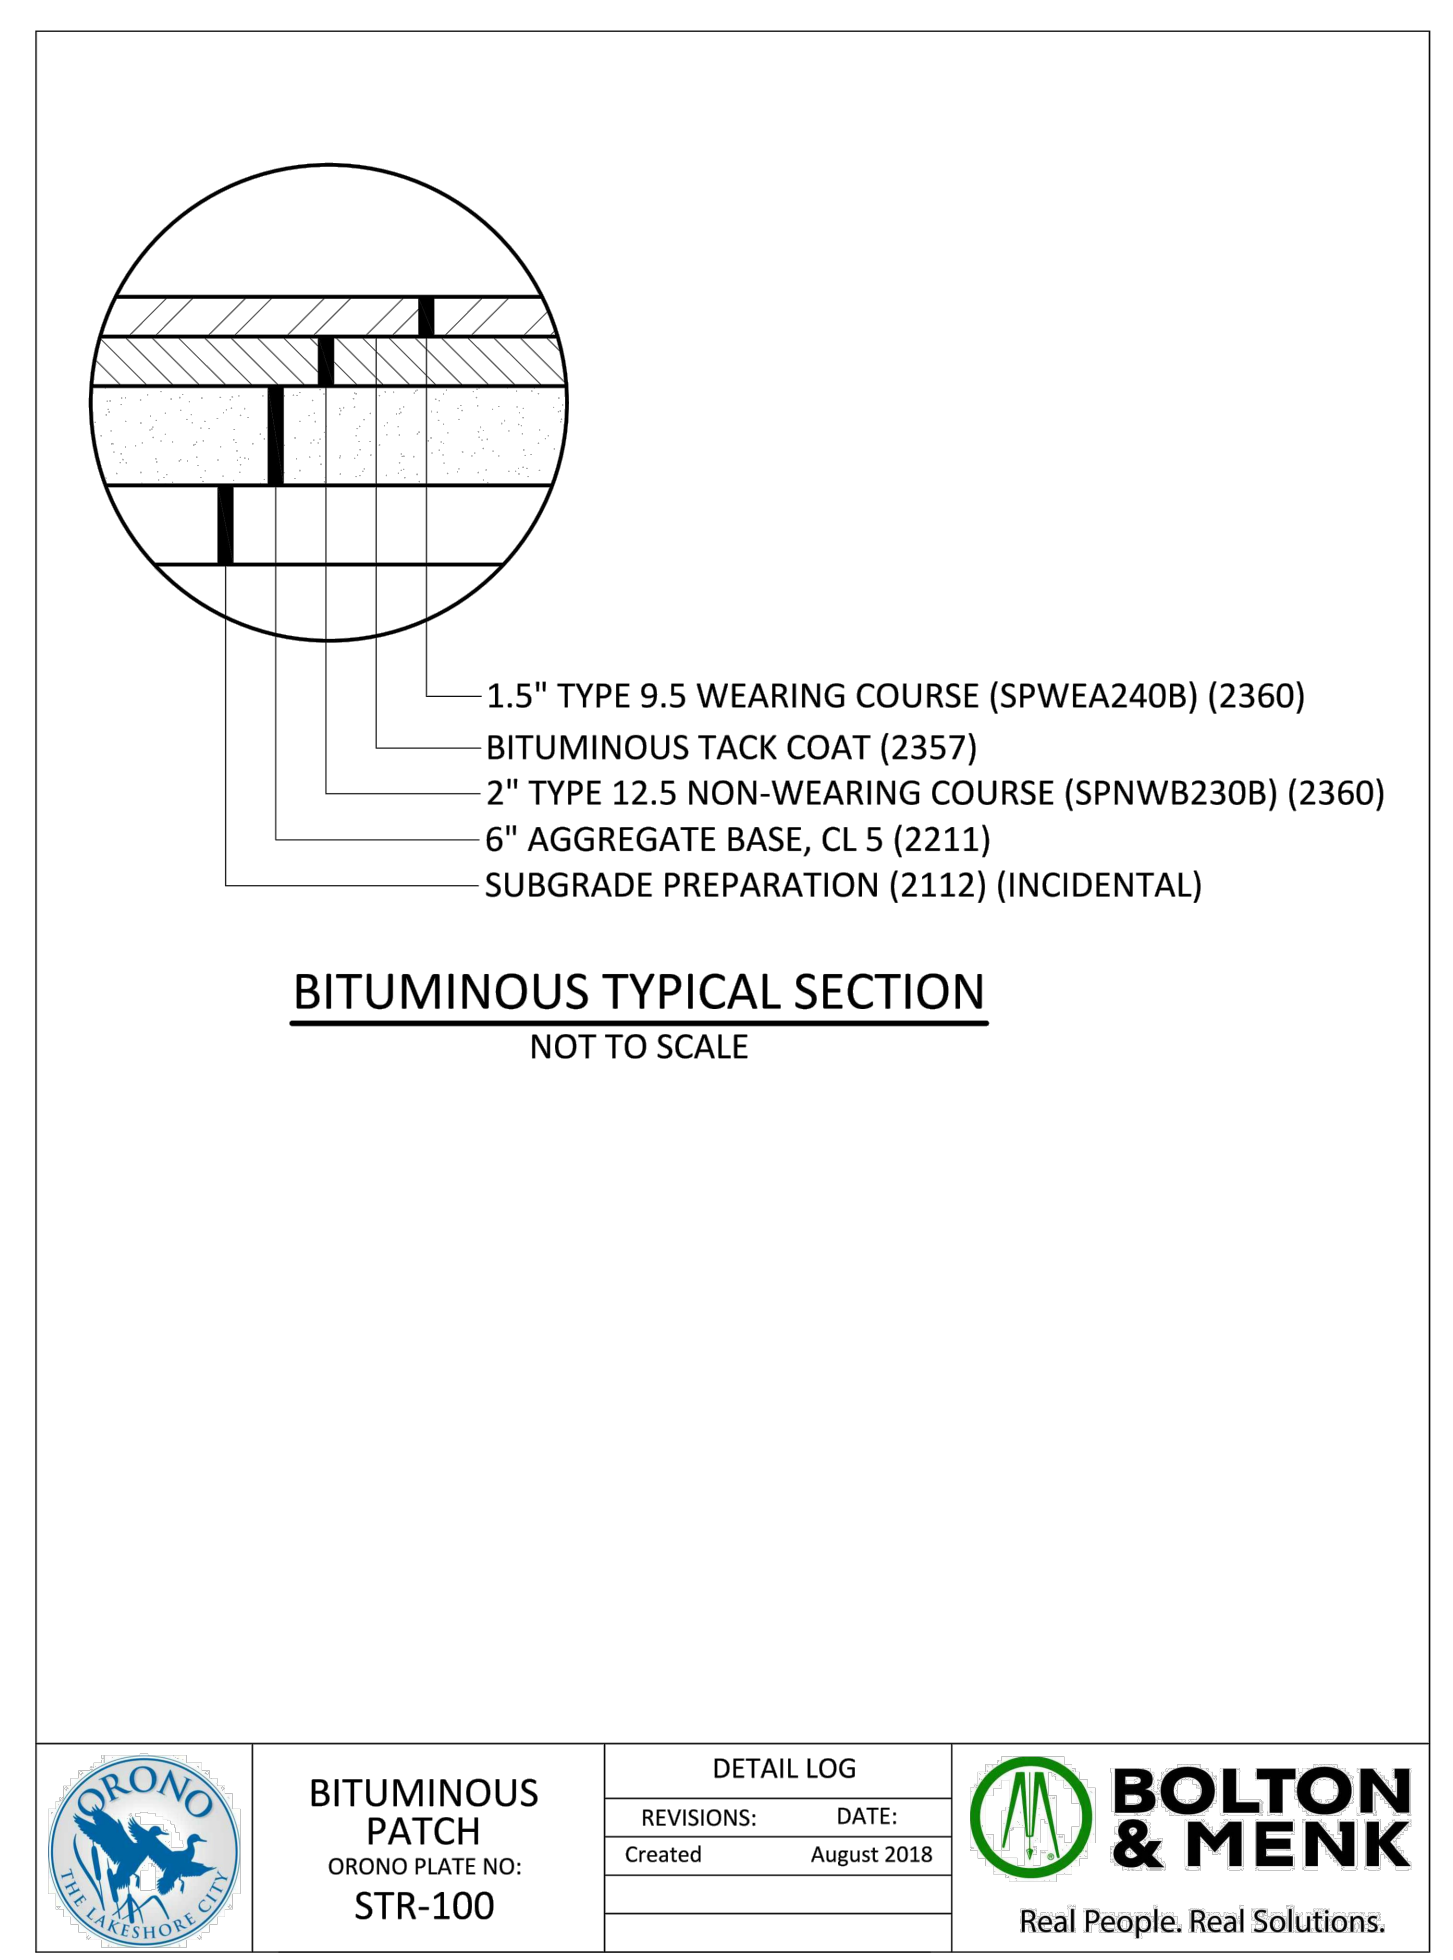 1.5" TYPE 9.5 WEARING COURSE (SPWEA240B) (2360)
BITUMINOUS TACK COAT (2357)
2" TYPE 12.5 NON-WEARING COURSE (SPNWB230B) (2360)
6" AGGREGATE BASE, CL 5 (2211)
SUBGRADE PREPARATION (2112) (INCIDENTAL)
BITUMINOUS TYPICAL SECTION
NOT TO SCALE
ORONO
THE LAKESHORE CITY
BITUMINOUS
PATCH
ORONO PLATE NO:
STR-100
DETAIL LOG
REVISIONS: DATE:
Created August 2018
BOLTON
& MENK
®
Real People. Real Solutions.